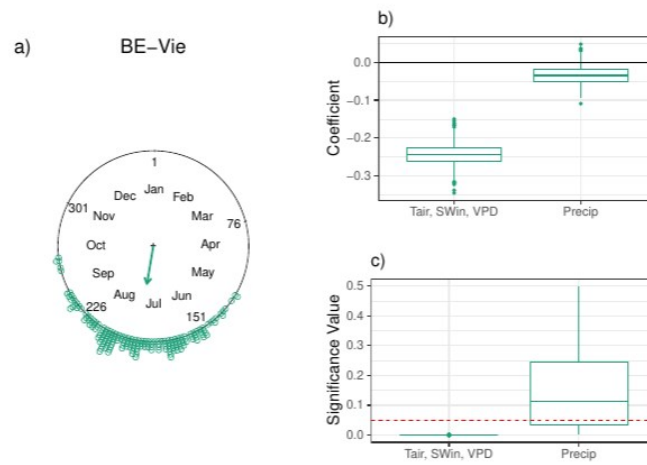 a)
BE−Vie
1
Jan
Feb
Mar
76
Apr
May
Jun
151
Jul
Aug
226
Sep
Oct
Nov
301
Dec
b)
Coefficient
0.0
−0.1
−0.2
−0.3
Tair, SWin, VPD
Precip
c)
Significance Value
0.5
0.4
0.3
0.2
0.1
0.0
Tair, SWin, VPD
Precip